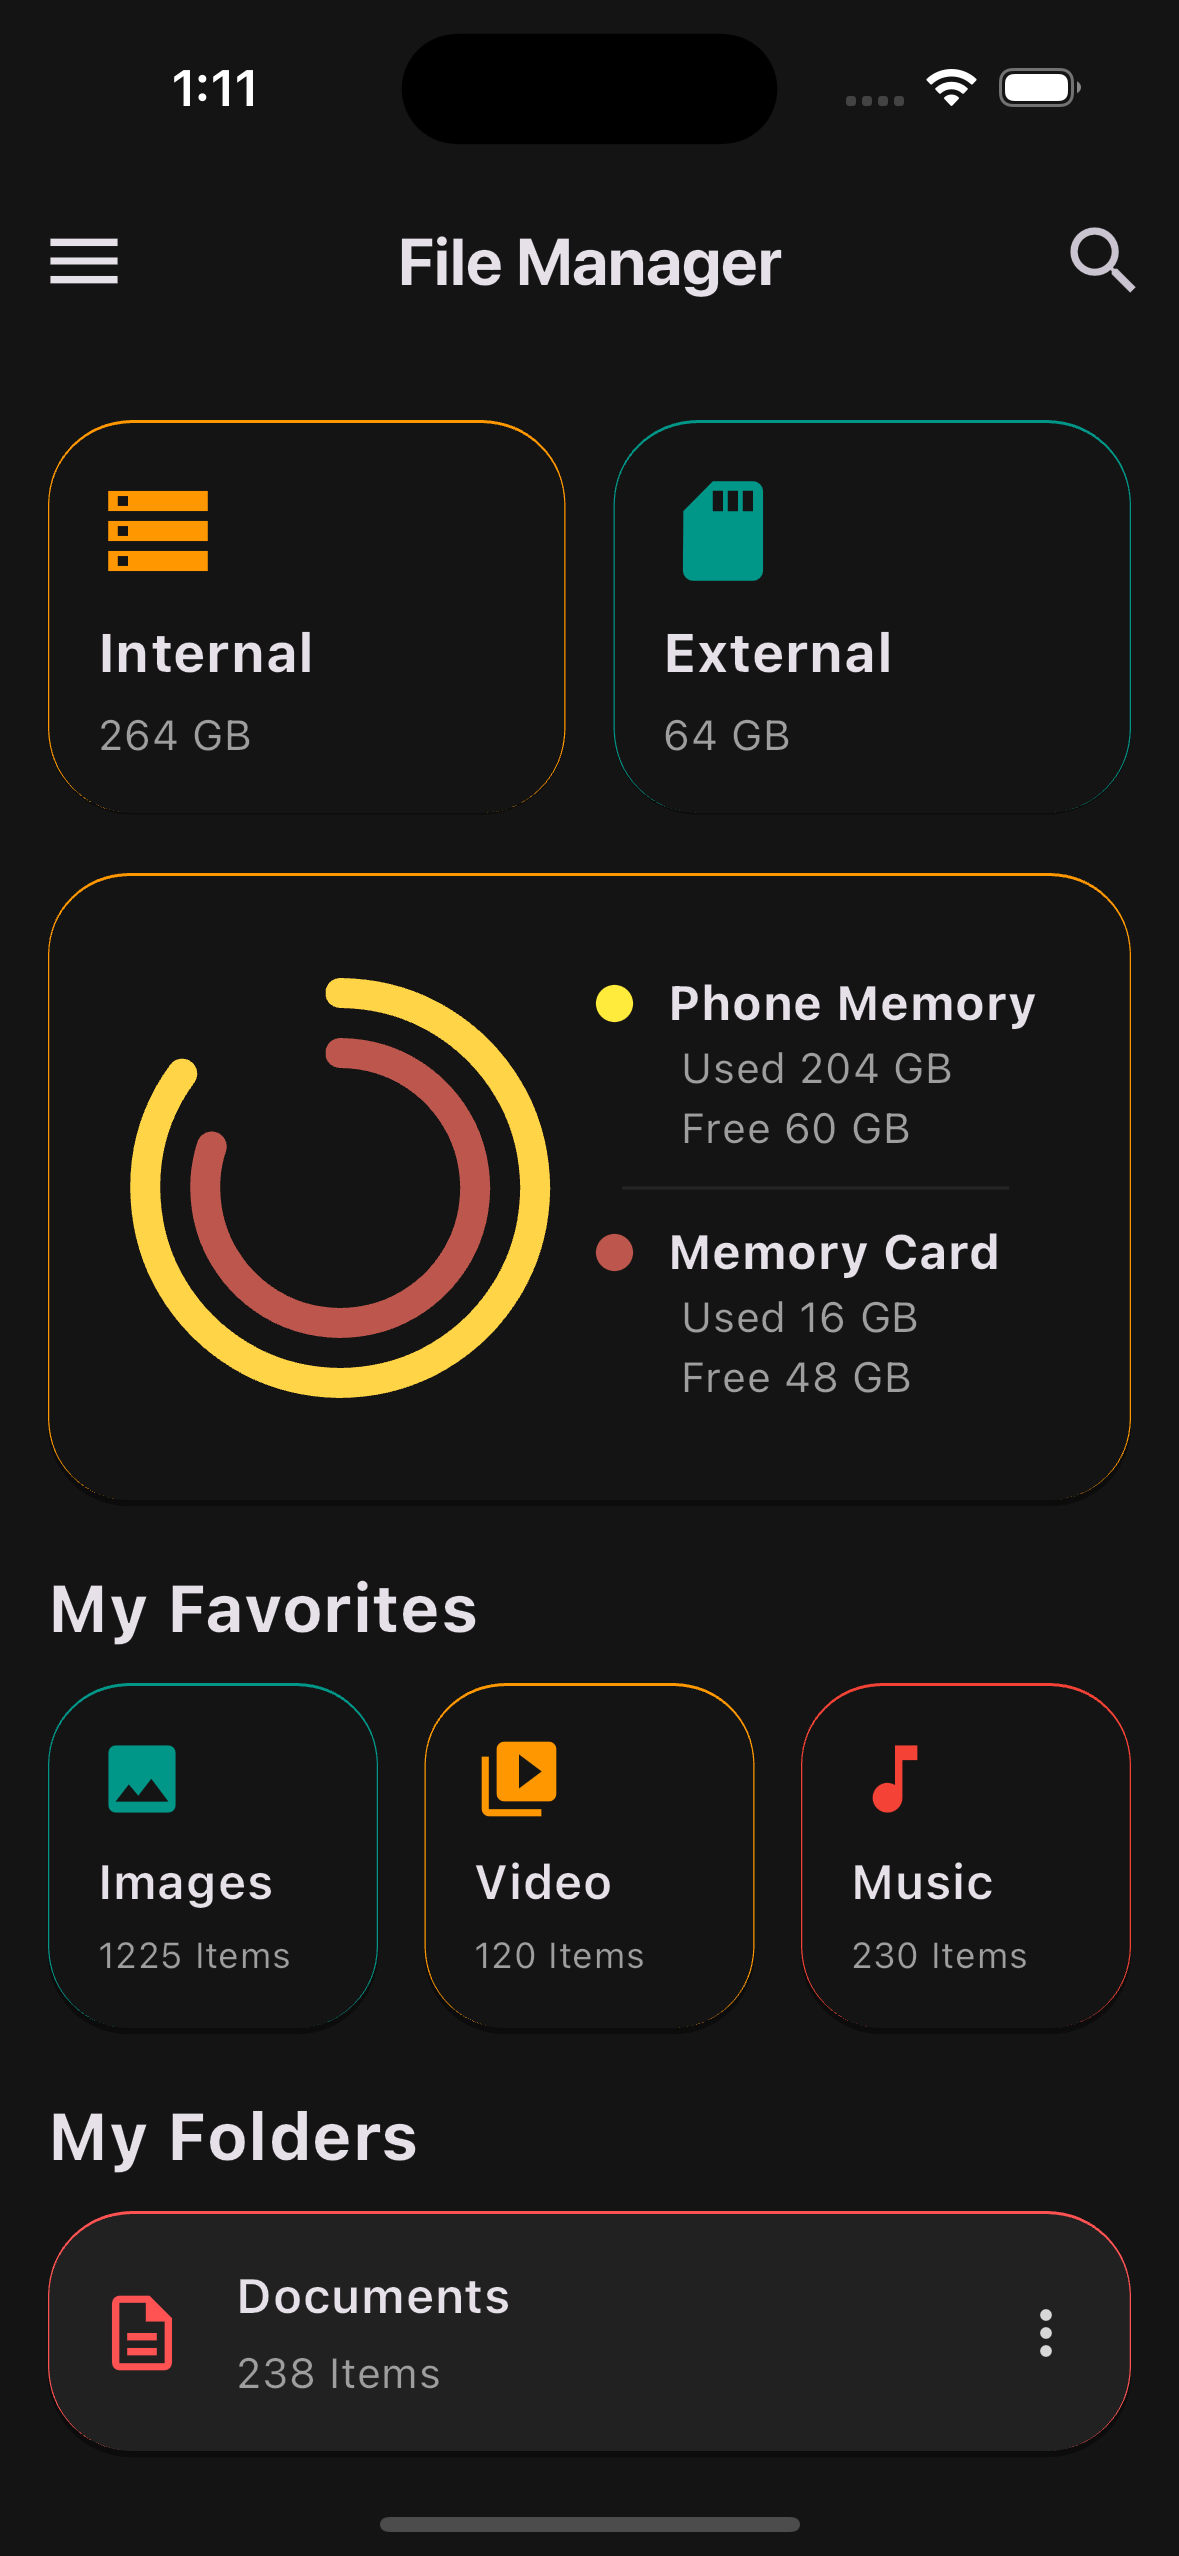 1:11
File Manager
Internal
264 GB
External
64 GB
Phone Memory
Used 204 GB
Free 60 GB
Memory Card
Used 16 GB
Free 48 GB
My Favorites
Images
1225 Items
Video
120 Items
Music
230 Items
My Folders
Documents
238 Items